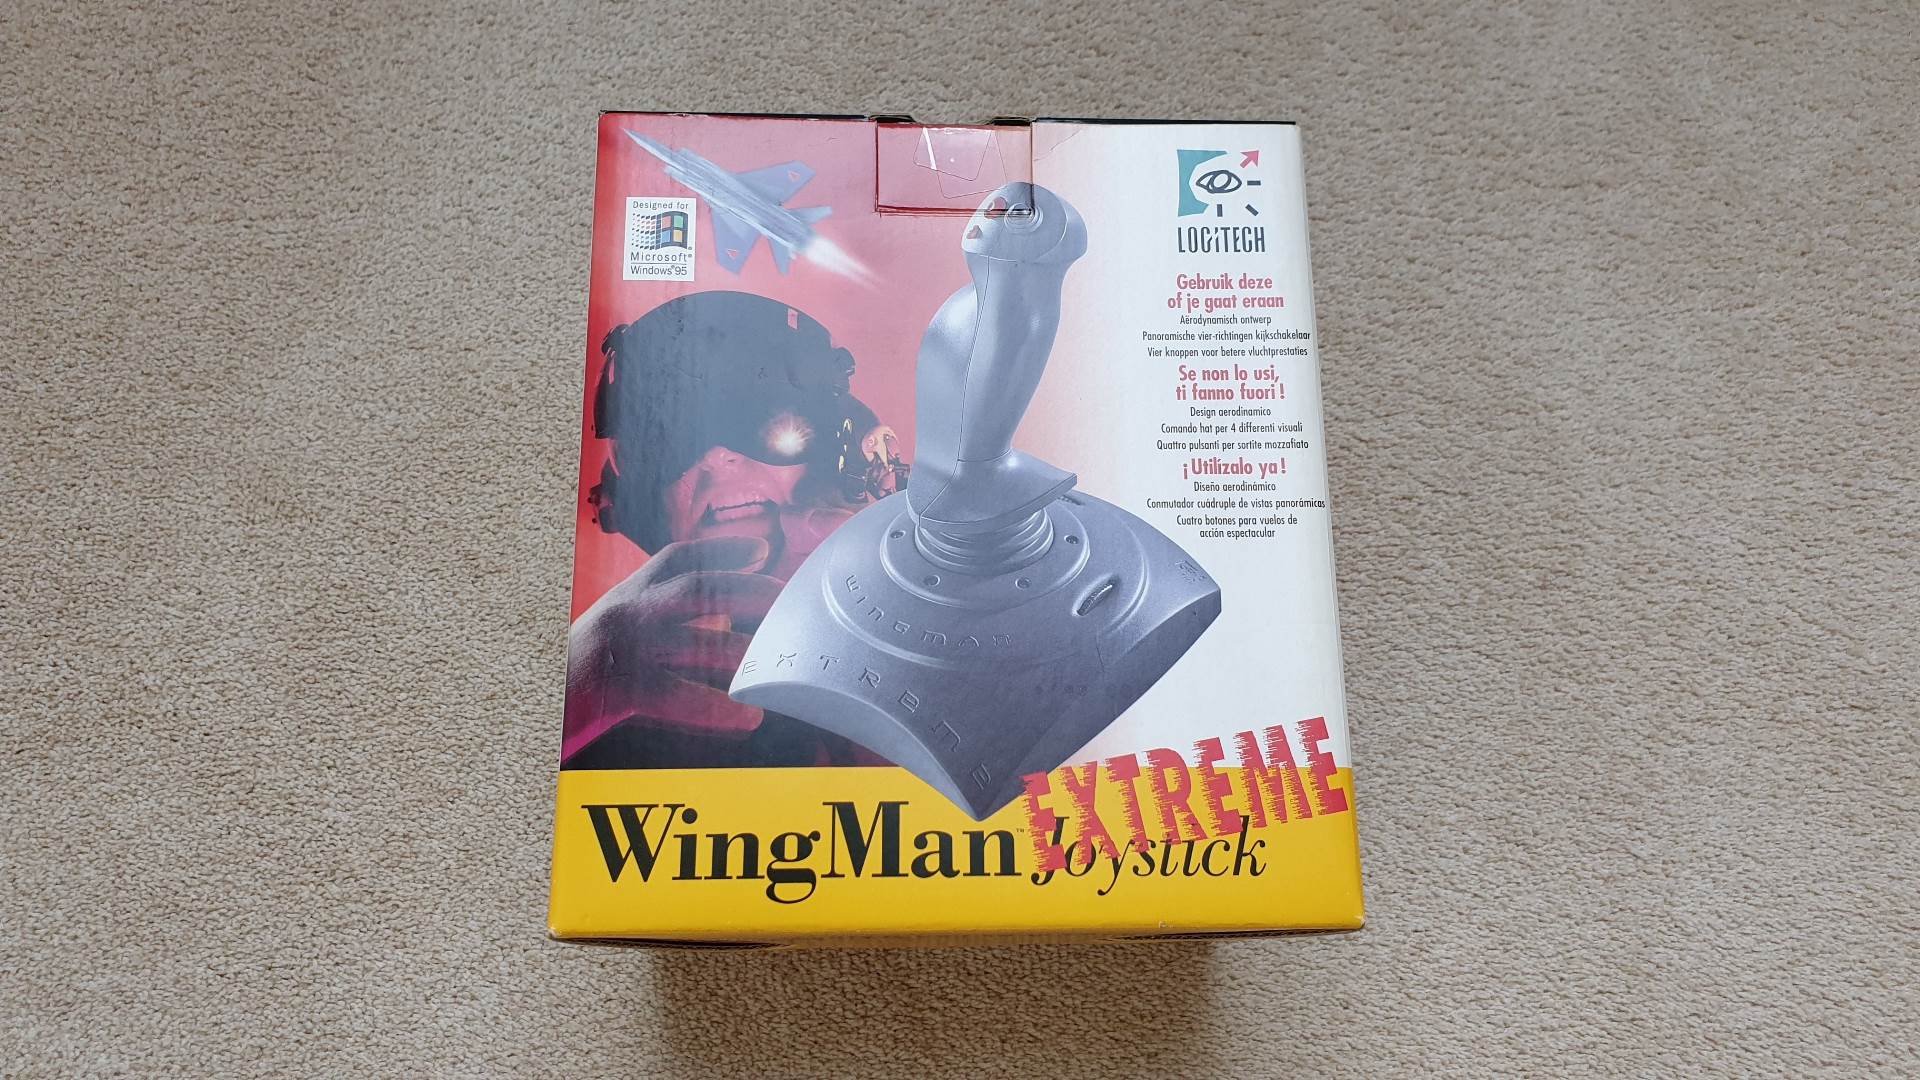 Designed for
Microsoft®
Windows®95
LOGITECH
Gebruik deze
of je gaat eraan
Aërodynamisch ontwerp
Panoramische vier-richtingen kijkschakelaar
Vier knoppen voor betere vluchtprestaties
Se non lo usi,
ti fanno fuori !
Design aerodinamico
Comando hat per 4 differenti visuali
Quattro pulsanti per sortite mozzafiato
¡Utilízalo ya!
Diseño aerodinámico
Conmutador cuádruple de vistas panorámicas
Cuatro botones para vuelos de
acción espectacular
WINGMAN
EXTREME
EXTREME
WingMan™ Joystick